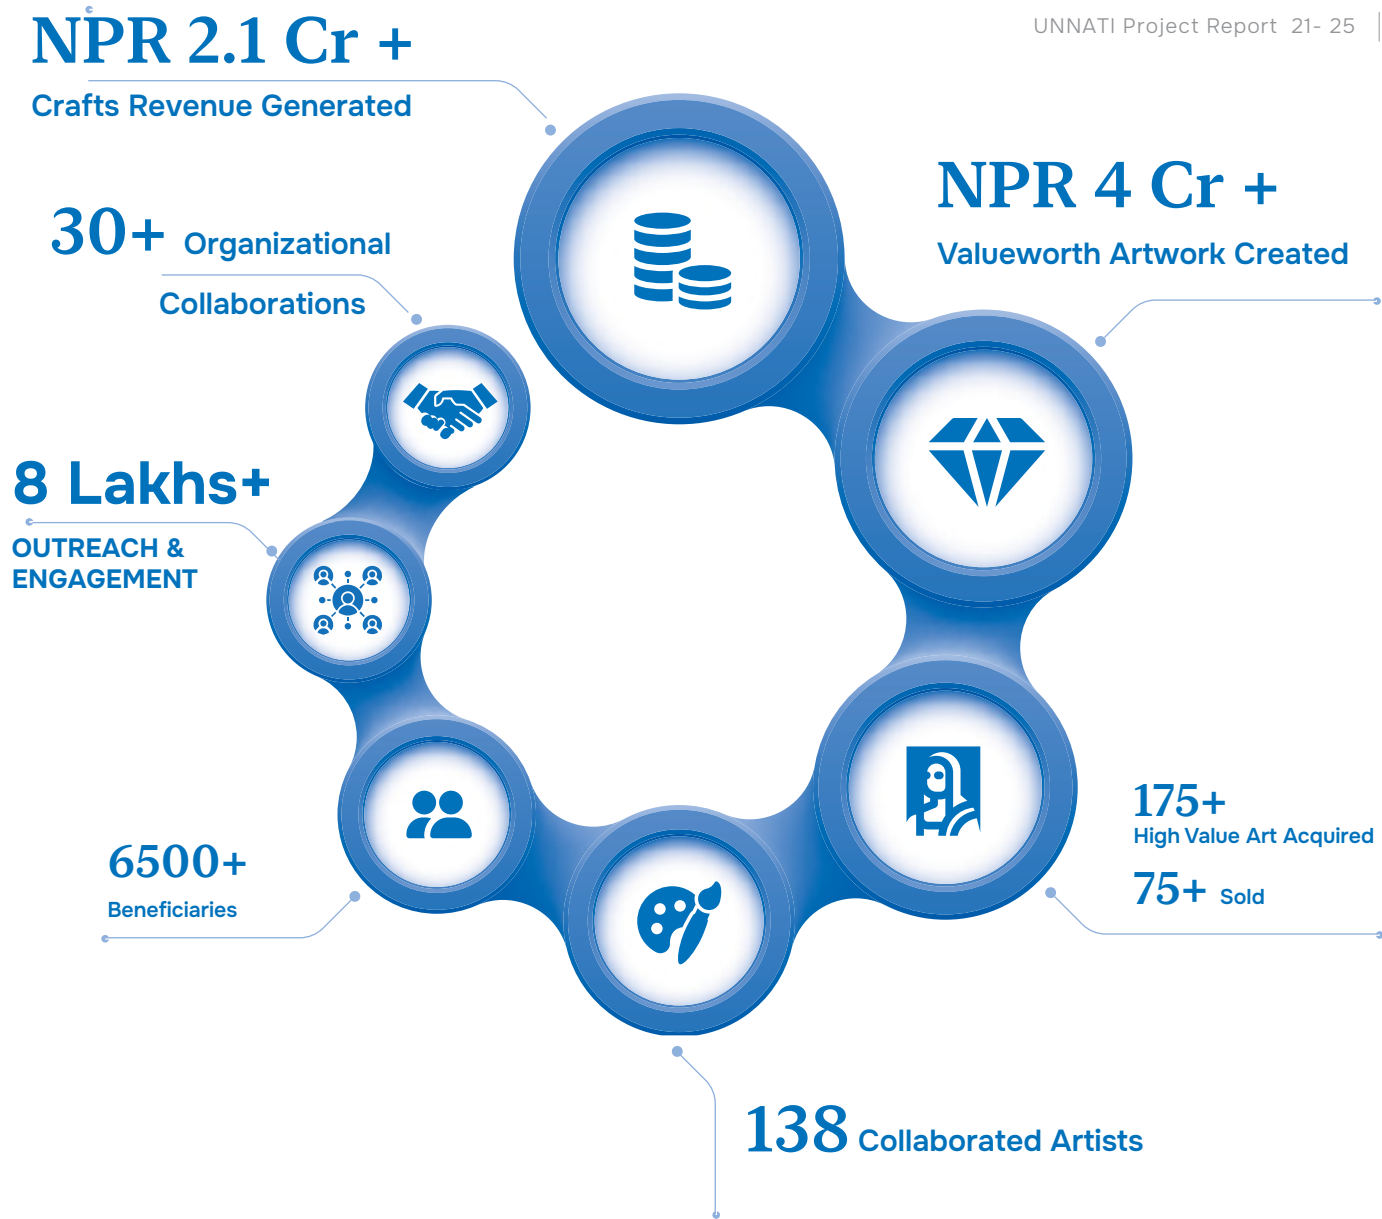 UNNATI Project Report 21- 25
NPR 2.1 Cr +
Crafts Revenue Generated
NPR 4 Cr +
Valueworth Artwork Created
30+ Organizational
Collaborations
8 Lakhs+
OUTREACH &
ENGAGEMENT
175+
High Value Art Acquired
75+ Sold
6500+
Beneficiaries
138 Collaborated Artists